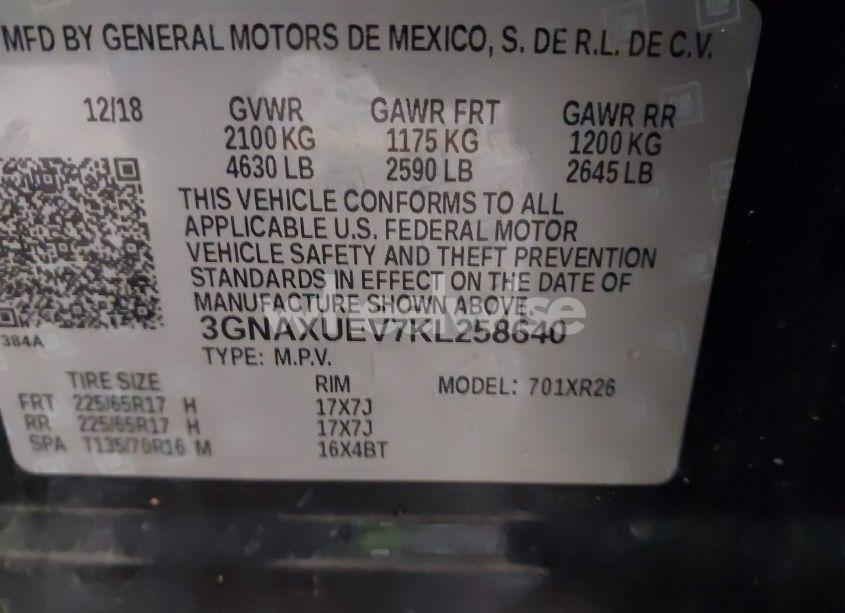 MFD BY GENERAL MOTORS DE MEXICO, S. DE R.L. DE C.V.
12/18 GVWR GAWR FRT GAWR RR
2100 KG 1175 KG 1200 KG
4630 LB 2590 LB 2645 LB
THIS VEHICLE CONFORMS TO ALL
APPLICABLE U.S. FEDERAL MOTOR
VEHICLE SAFETY AND THEFT PREVENTION
STANDARDS IN EFFECT ON THE DATE OF
MANUFACTURE SHOWN ABOVE
3GNAXUEV7KL258640
384A
TYPE: M.P.V.
TIRE SIZE RIM MODEL: 701XR26
FRT 225/65R17 H 17X7J
RR 225/65R17 H 17X7J
SPA T135/70R16 M 16X4BT